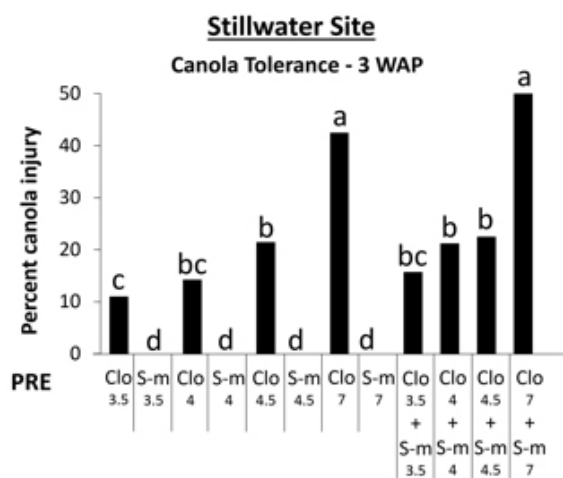 Stillwater Site
Canola Tolerance - 3 WAP
Percent canola injury
50
40
30
20
10
0
c
d
bc
d
b
d
a
d
bc
b
b
a
PRE
Clo S-m Clo S-m Clo S-m Clo S-m Clo Clo Clo Clo
3.5 3.5 4 4 4.5 4.5 7 7 3.5 4 4.5 7
+ + + +
S-m S-m S-m S-m
3.5 4 4.5 7